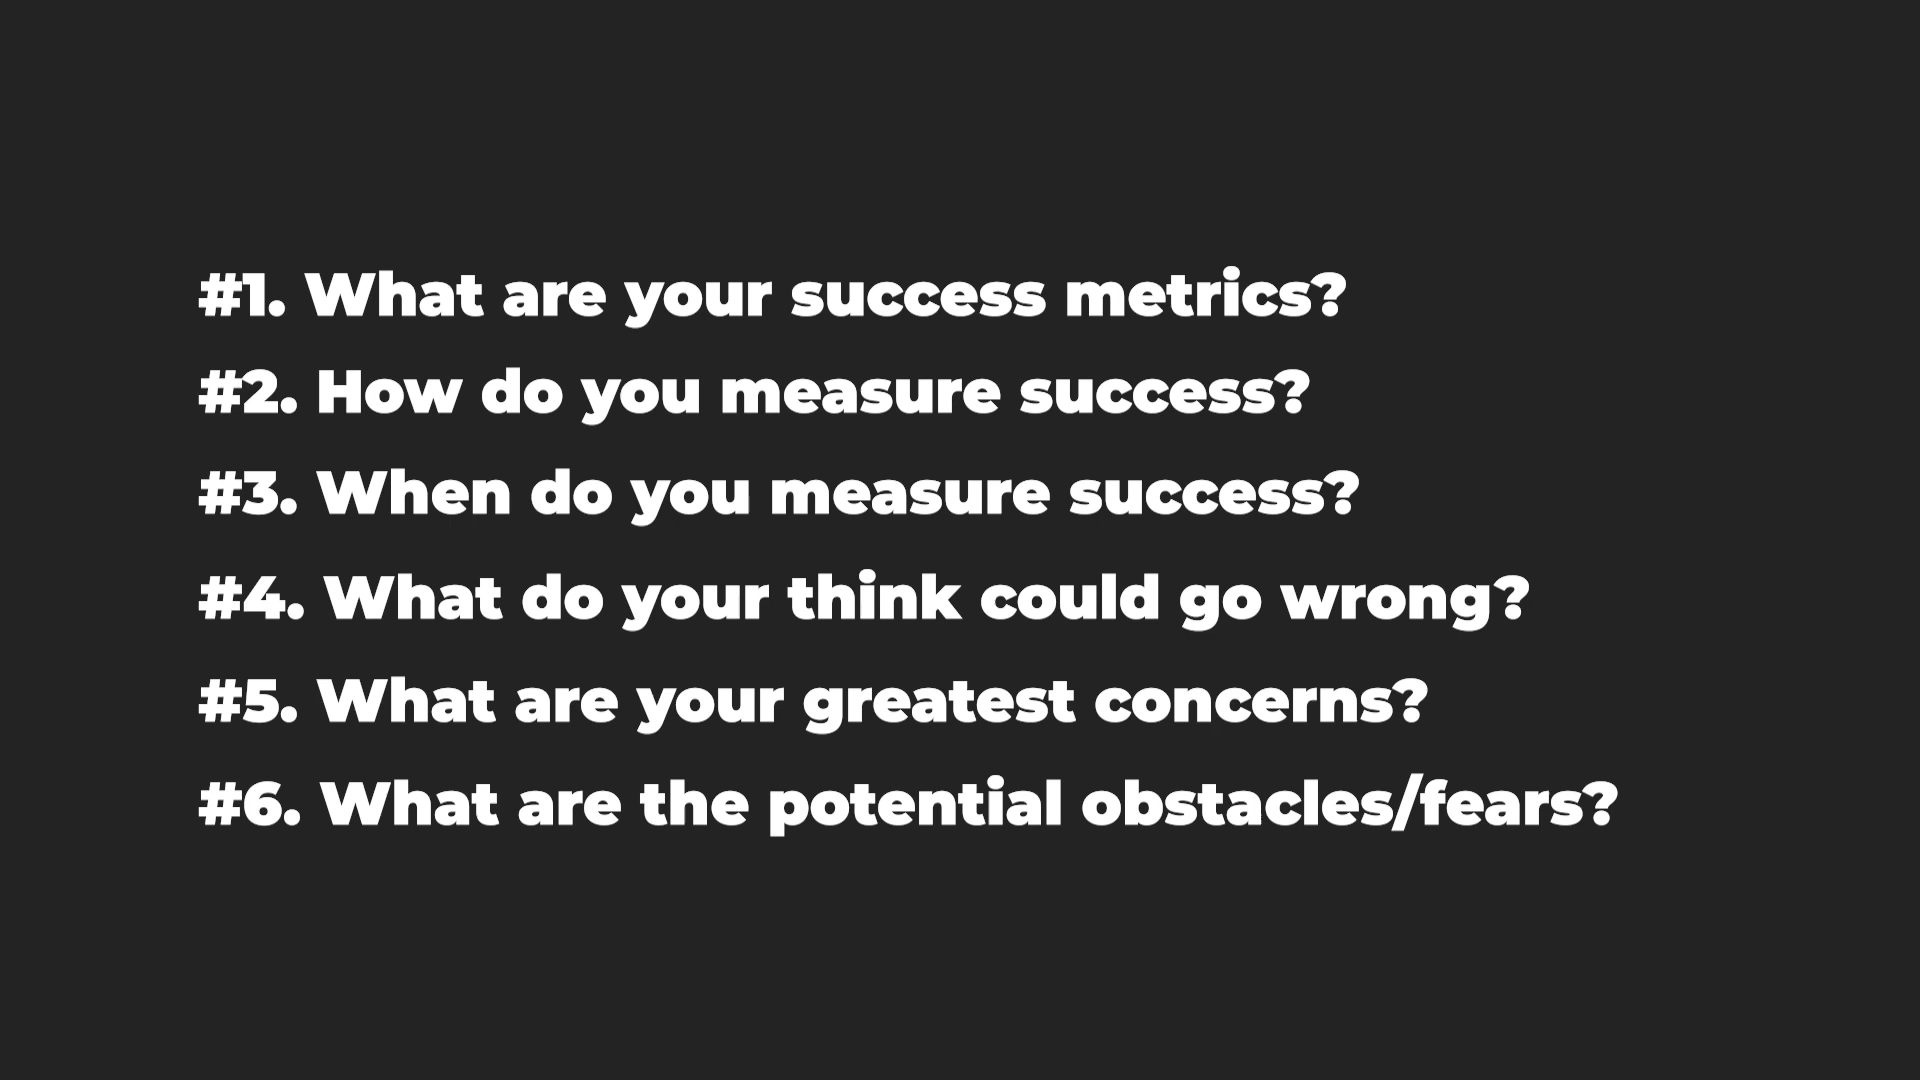 #1. What are your success metrics?
#2. How do you measure success?
#3. When do you measure success?
#4. What do your think could go wrong?
#5. What are your greatest concerns?
#6. What are the potential obstacles/fears?